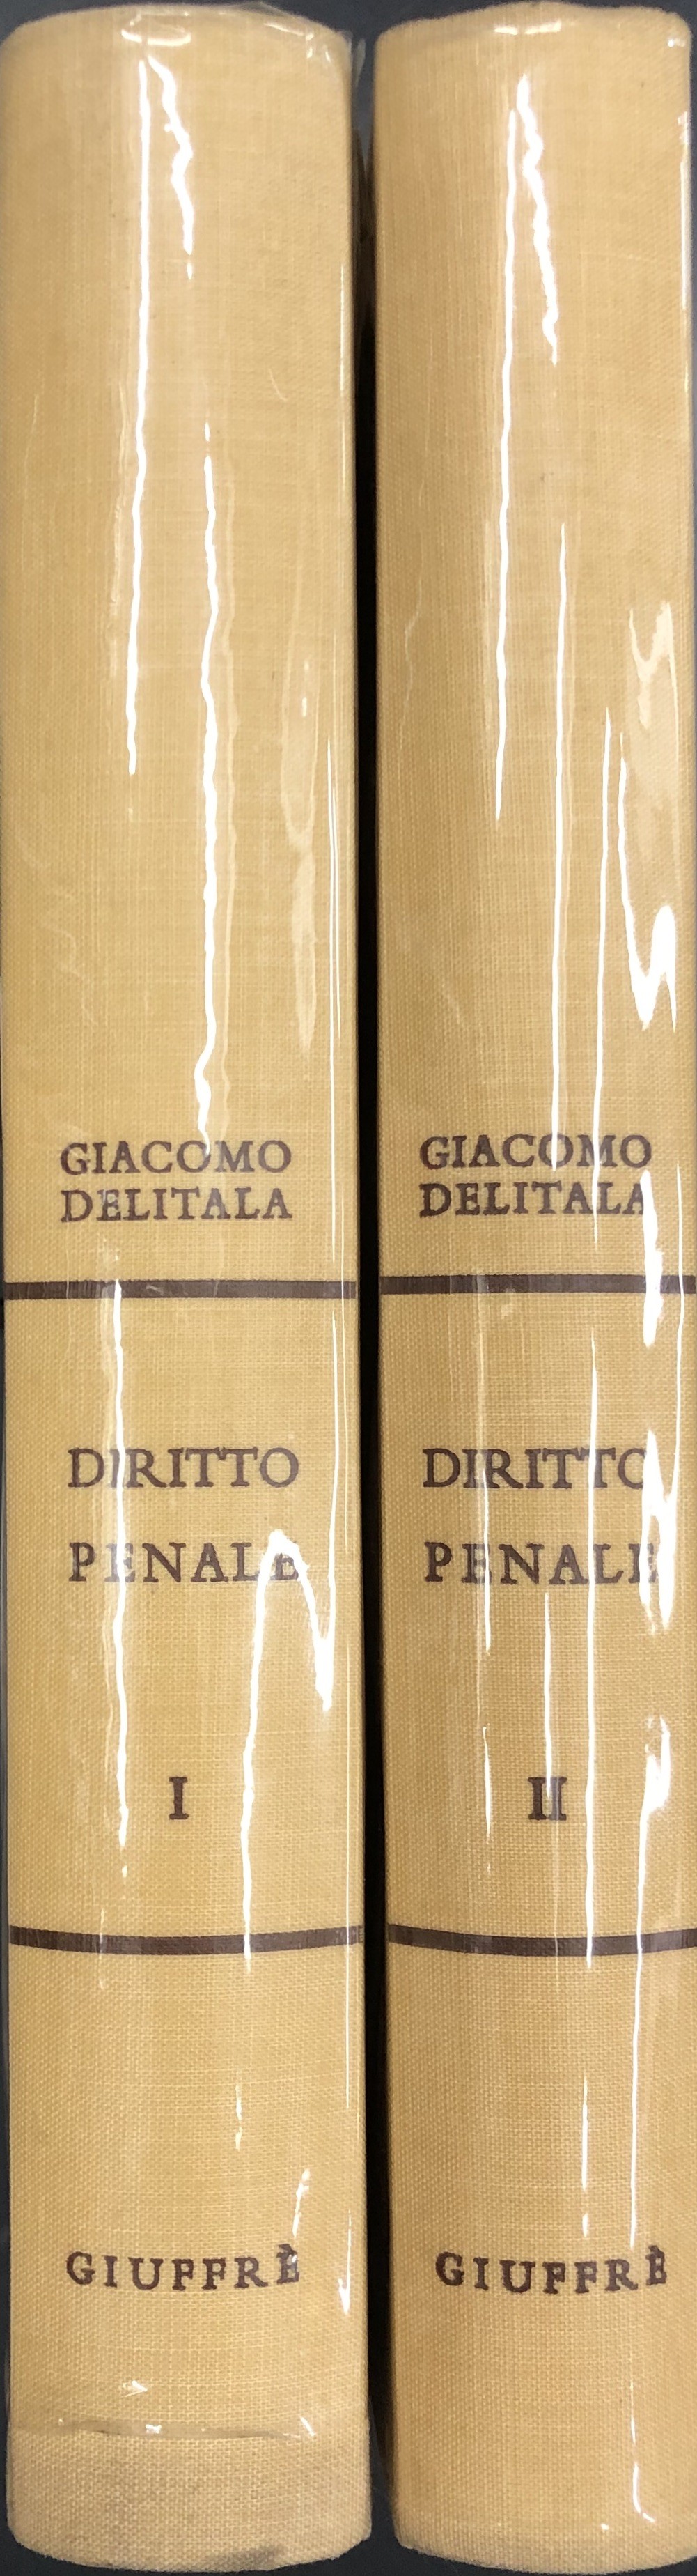 GIACOMO
DELITALA
DIRITTO
PENALE
I
GIUFFRÈ
GIACOMO
DELITALA
DIRITTO
PENALE
II
GIUFFRÈ